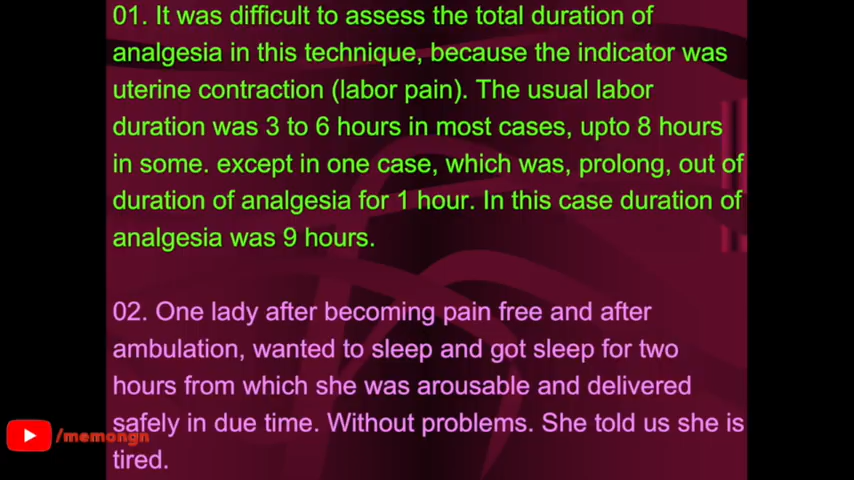 01. It was difficult to assess the total duration of
analgesia in this technique, because the indicator was
uterine contraction (labor pain). The usual labor
duration was 3 to 6 hours in most cases, upto 8 hours
in some. except in one case, which was, prolong, out of
duration of analgesia for 1 hour. In this case duration of
analgesia was 9 hours.
02. One lady after becoming pain free and after
ambulation, wanted to sleep and got sleep for two
hours from which she was arousable and delivered
safely in due time. Without problems. She told us she is
tired.
/memongn